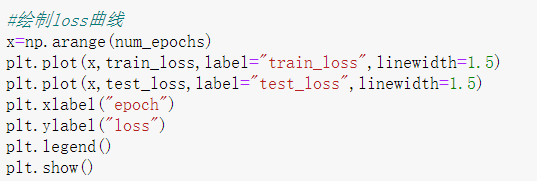 #绘制loss曲线
x=np.arange(num_epochs)
plt.plot(x,train_loss,label="train_loss",linewidth=1.5)
plt.plot(x,test_loss,label="test_loss",linewidth=1.5)
plt.xlabel("epoch")
plt.ylabel("loss")
plt.legend()
plt.show()